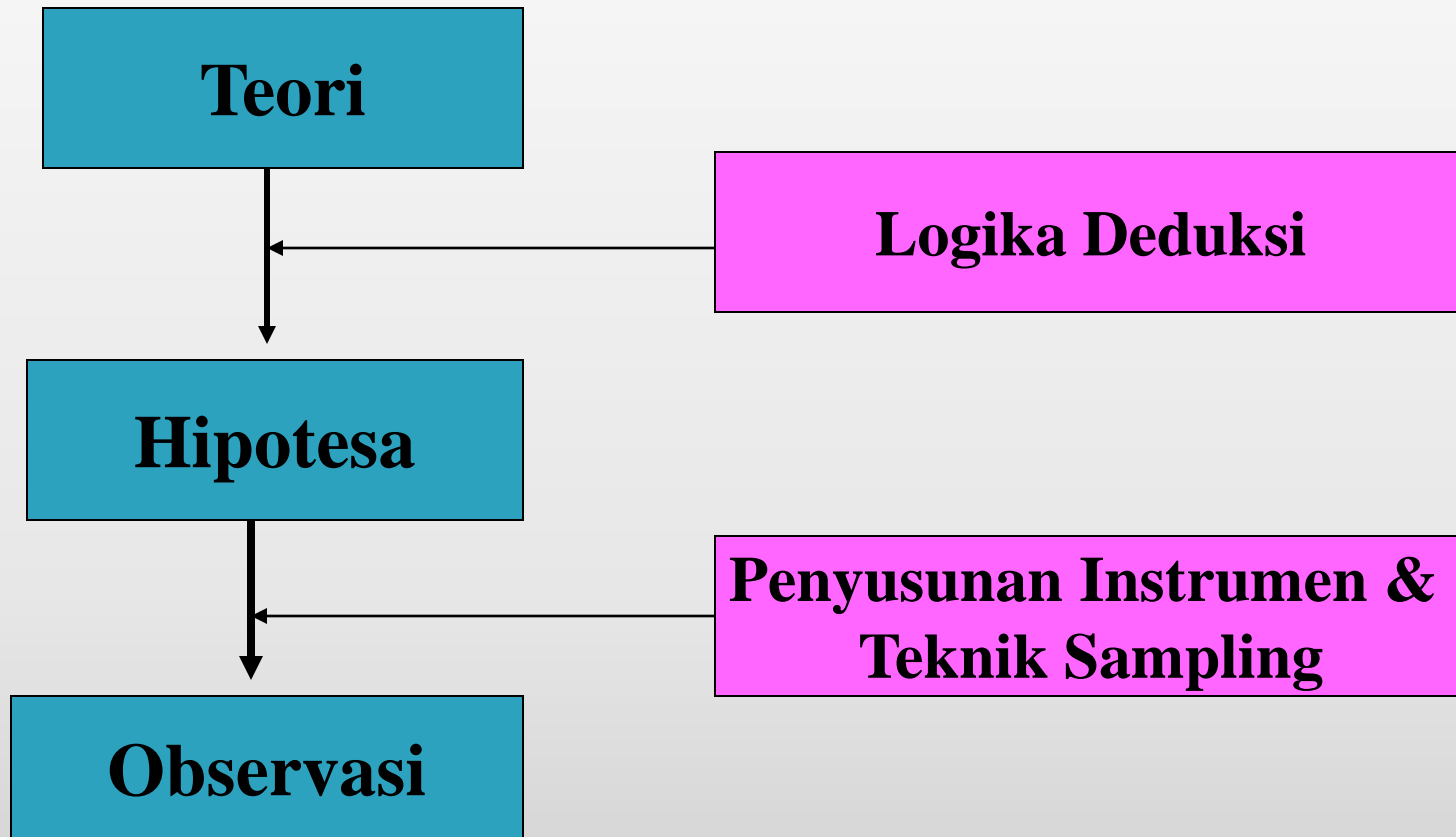 Teori
Logika Deduksi
Hipotesa
Penyusunan Instrumen &
Teknik Sampling
Observasi